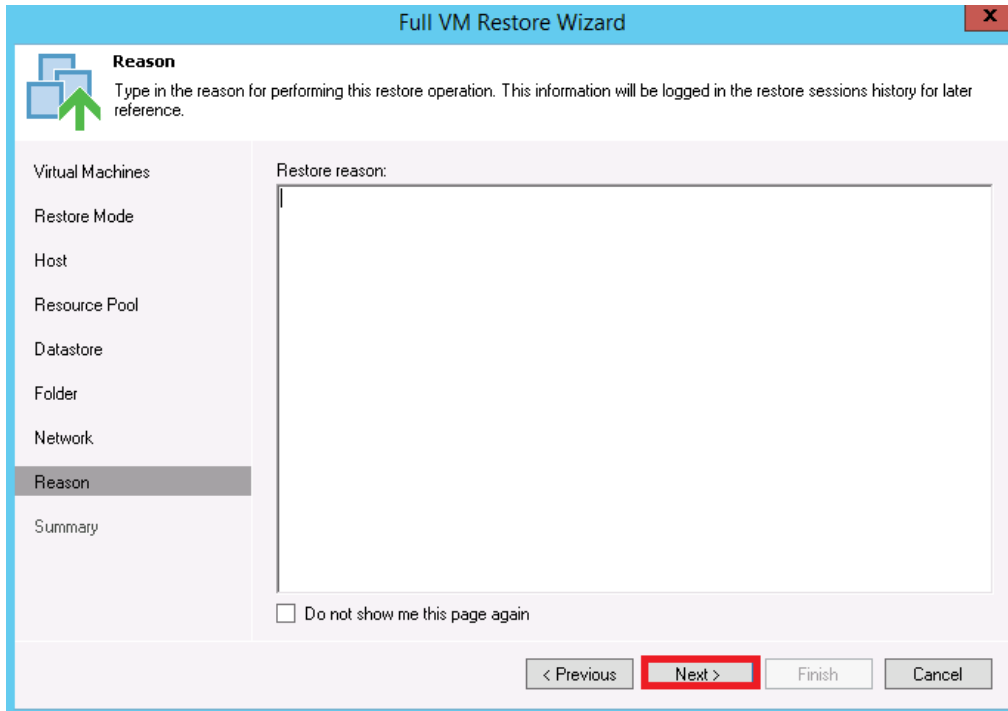 Full VM Restore Wizard
x
Reason
Type in the reason for performing this restore operation. This information will be logged in the restore sessions history for later
reference.
Virtual Machines
Restore Mode
Host
Resource Pool
Datastore
Folder
Network
Reason
Summary
Restore reason:
Do not show me this page again
< Previous
Next >
Finish
Cancel